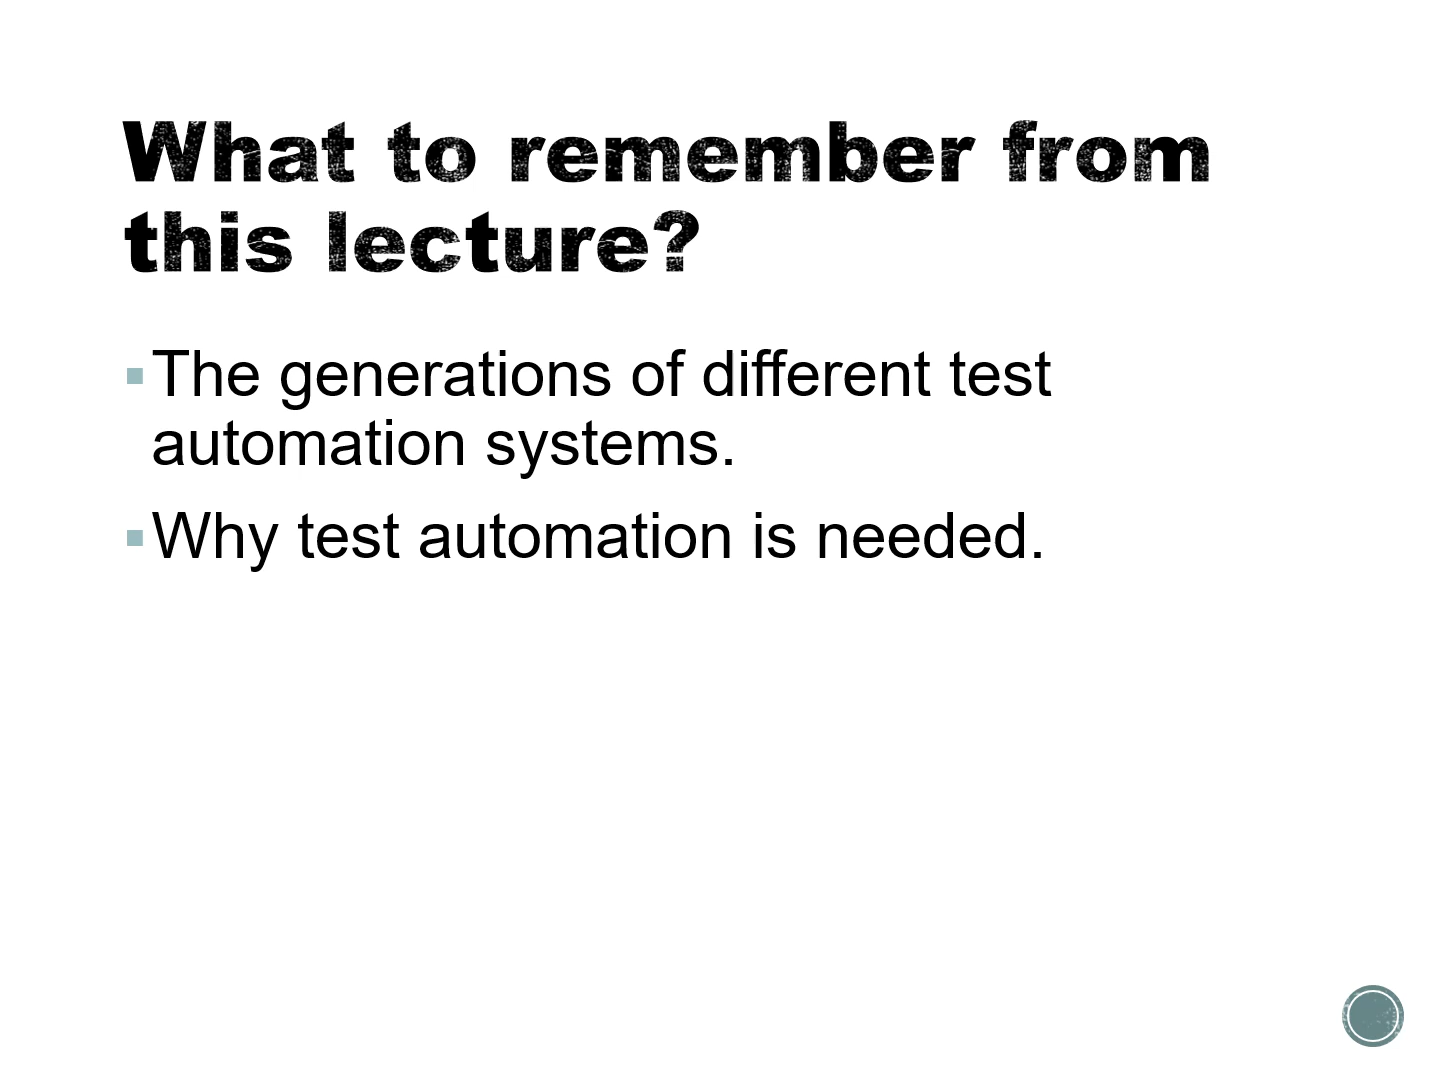 What to remember from
this lecture?
▪The generations of different test
automation systems.
▪Why test automation is needed.